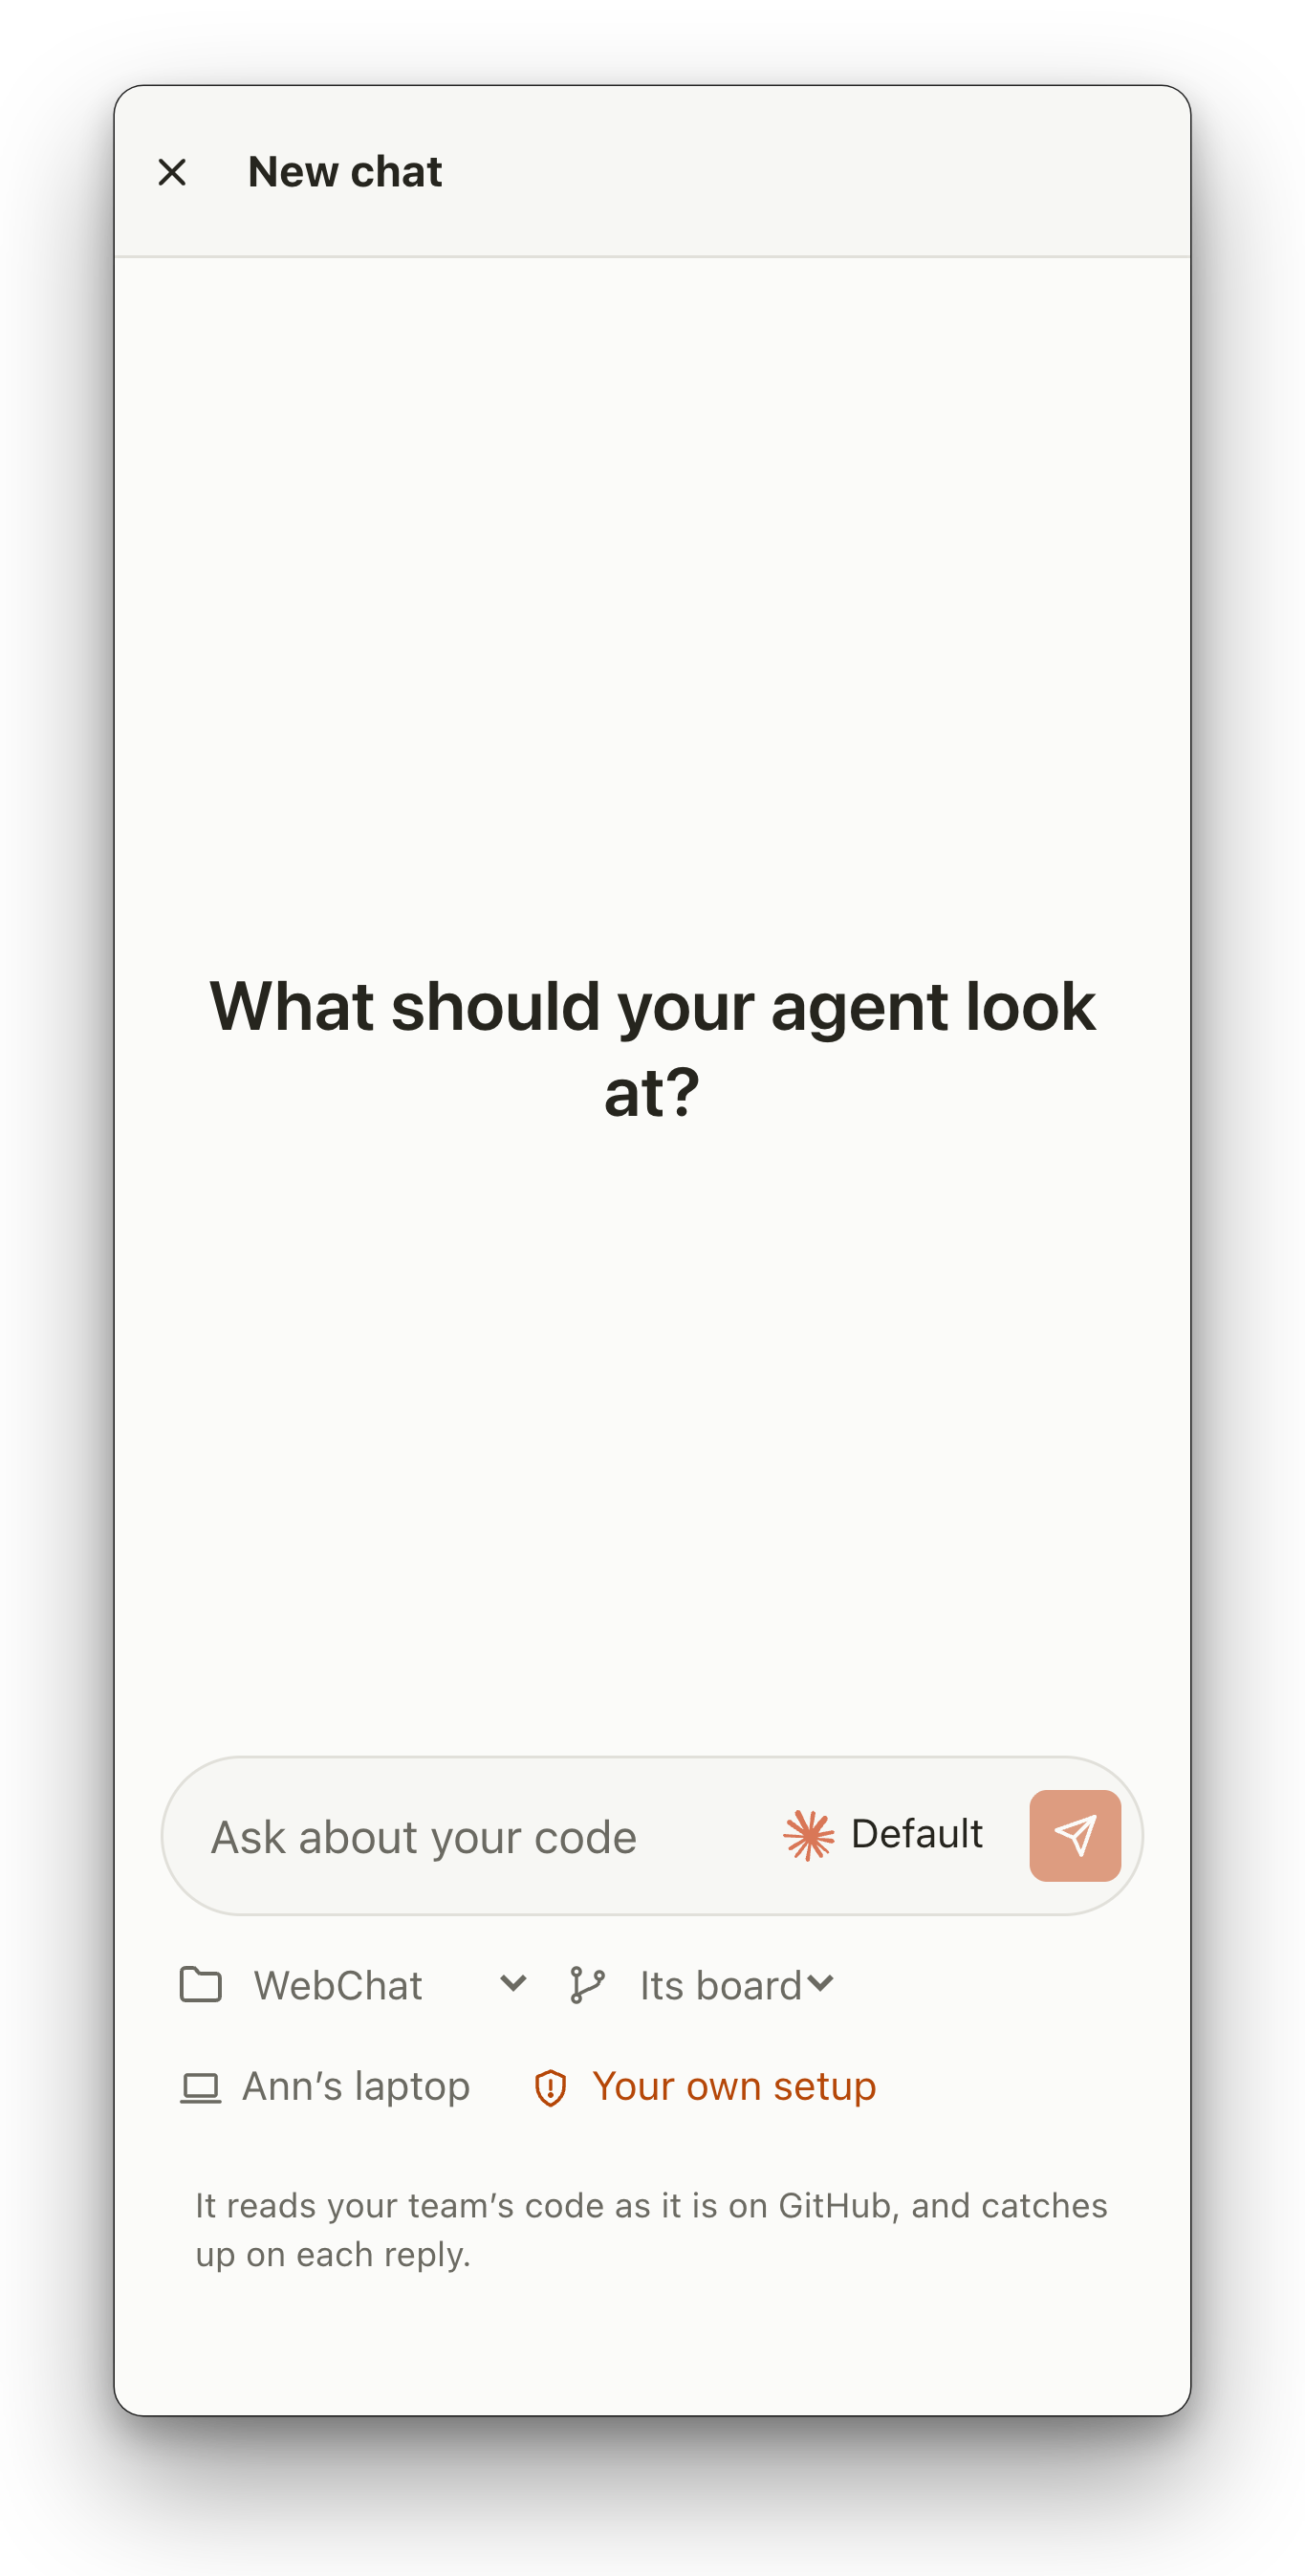 New chat
What should your agent look
at?
Ask about your code
Default
WebChat
Its board
Ann’s laptop
Your own setup
It reads your team’s code as it is on GitHub, and catches
up on each reply.